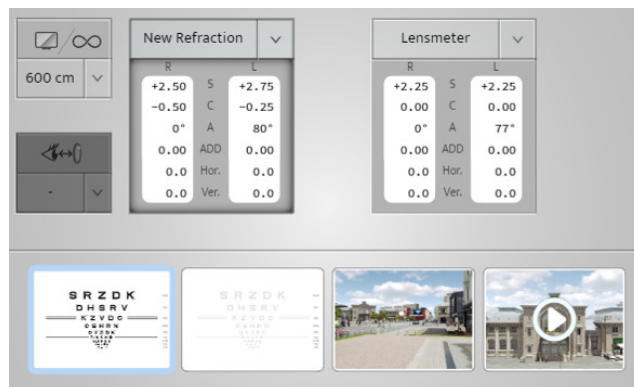 New Refraction
Lensmeter
600 cm
R L
+2.50 S +2.75
-0.50 C -0.25
0° A 80°
0.00 ADD 0.00
0.0 Hor. 0.0
0.0 Ver. 0.0
-
R L
+2.25 S +2.25
0.00 C 0.00
0° A 77°
0.00 ADD 0.00
0.0 Hor. 0.0
0.0 Ver. 0.0
S R Z D K
D H S R V
K Z V D C
S R Z D K
D H S R V
K Z V D C